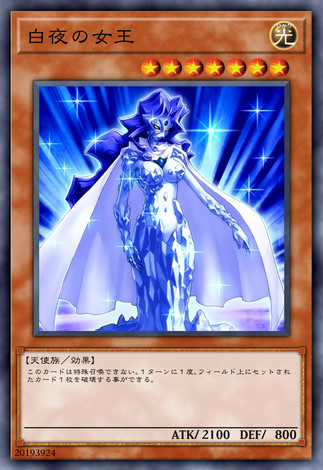 白夜の女王
光
【天使族／効果】
このカードは特殊召喚できない。1ターンに1度、フィールド上にセットさ
れたカード1枚を破壊する事ができる。
ATK/ 2100 DEF/ 800
20193924